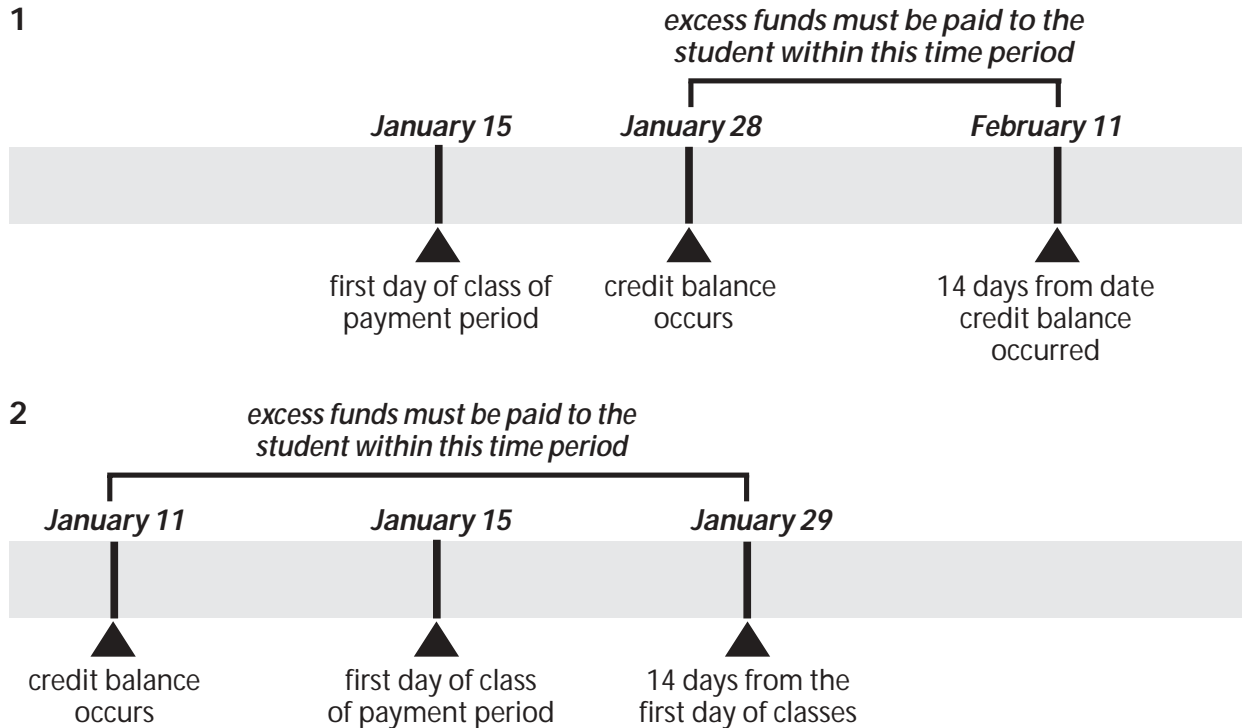 1
excess funds must be paid to the
student within this time period
January 15
January 28
February 11
first day of class of
payment period
credit balance
occurs
14 days from date
credit balance
occurred
2
excess funds must be paid to the
student within this time period
January 11
January 15
January 29
credit balance
occurs
first day of class
of payment period
14 days from the
first day of classes